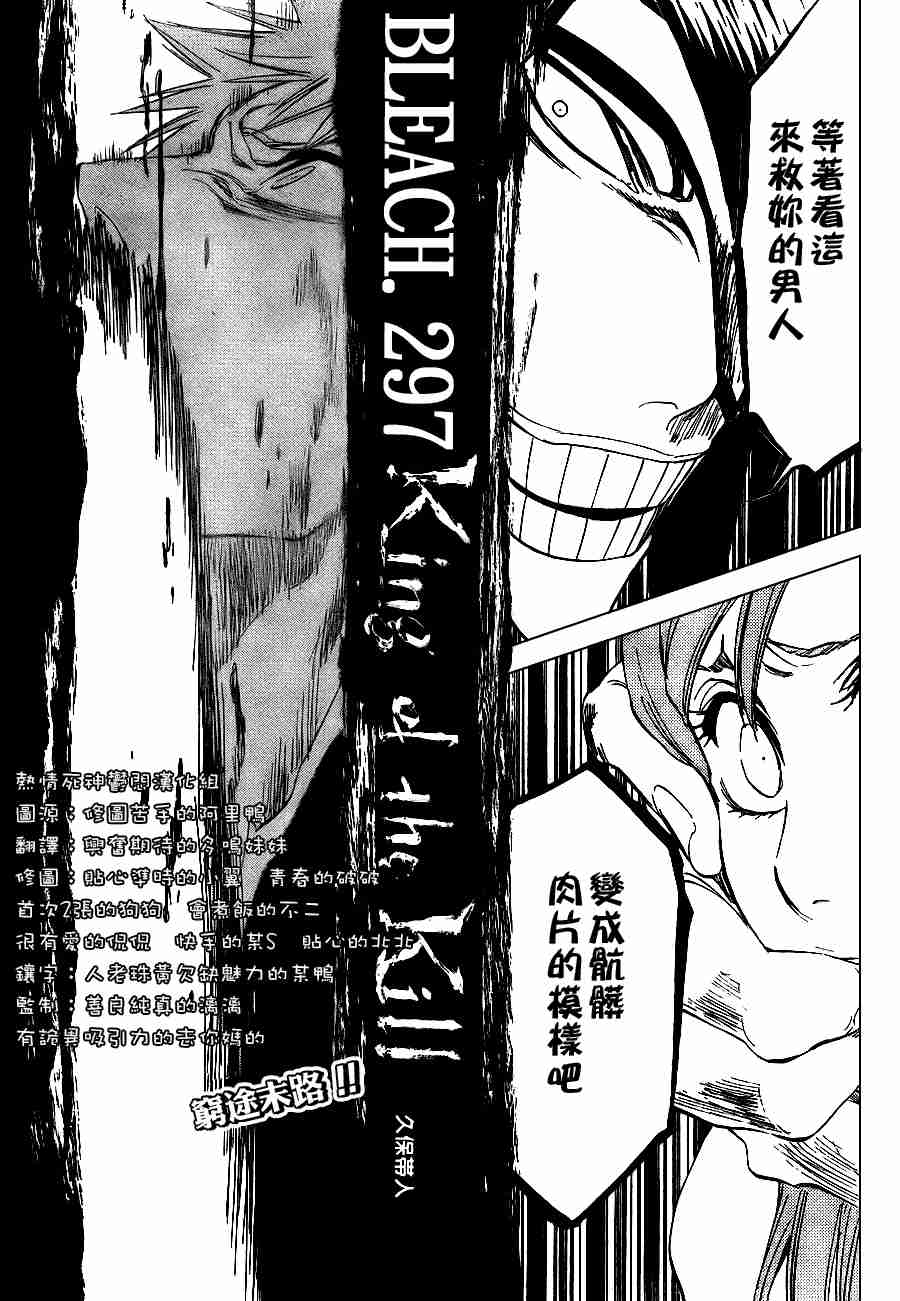 等著看這
來救妳的男人
變成骯髒
肉片的模樣吧
BLEACH. 297
King of the Kill
久保帶人
熱情死神鬱悶漢化組
圖源：修圖苦手的阿里鴨
翻譯：興奮期待的冬鳴妹妹
修圖：貼心準時的小翼 青春的破破
首次2張的狗狗 會煮飯的不二
很有愛的侃侃 快手的某S 貼心的北北
鑲字：人老珠黃欠缺魅力的某鴨
監制：善良純真的漓漓
有詭異吸引力的去你媽的
窮途末路!!